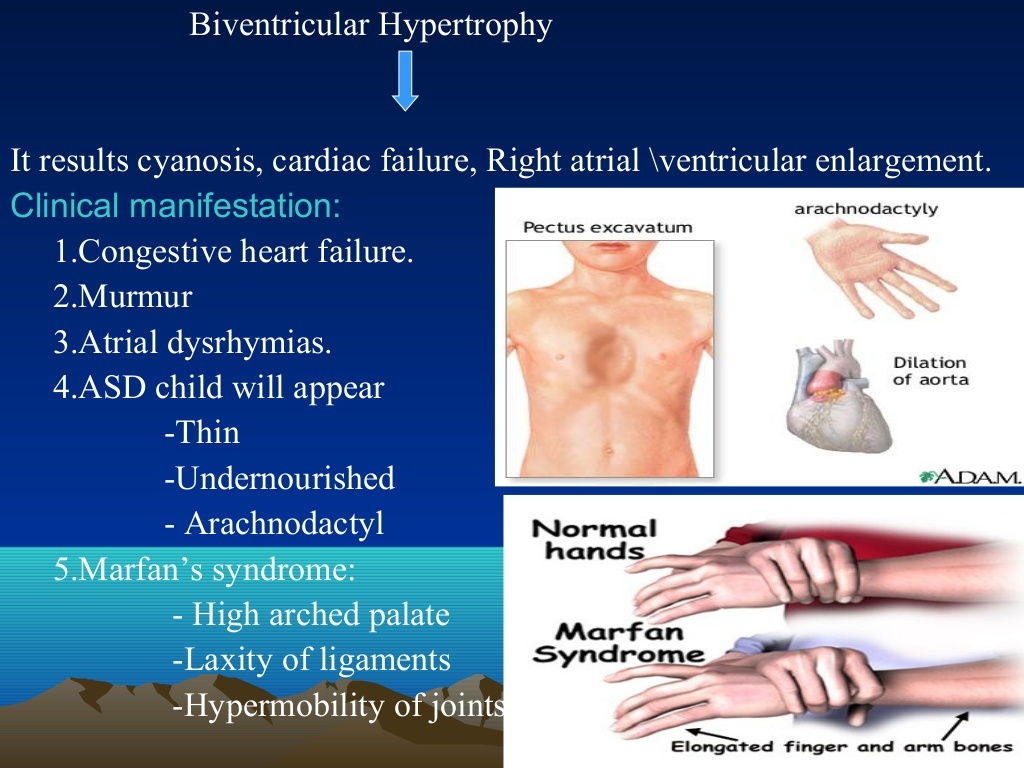 Biventricular Hypertrophy
It results cyanosis, cardiac failure, Right atrial \ventricular enlargement.
Clinical manifestation:
1.Congestive heart failure.
2.Murmur
3.Atrial dysrhymias.
4.ASD child will appear
-Thin
-Undernourished
- Arachnodactyl
5.Marfan’s syndrome:
- High arched palate
-Laxity of ligaments
-Hypermobility of joints
Pectus excavatum
arachnodactyly
Dilation
of aorta
ADAM.
Normal
hands
Marfan
Syndrome
Elongated finger and arm bones